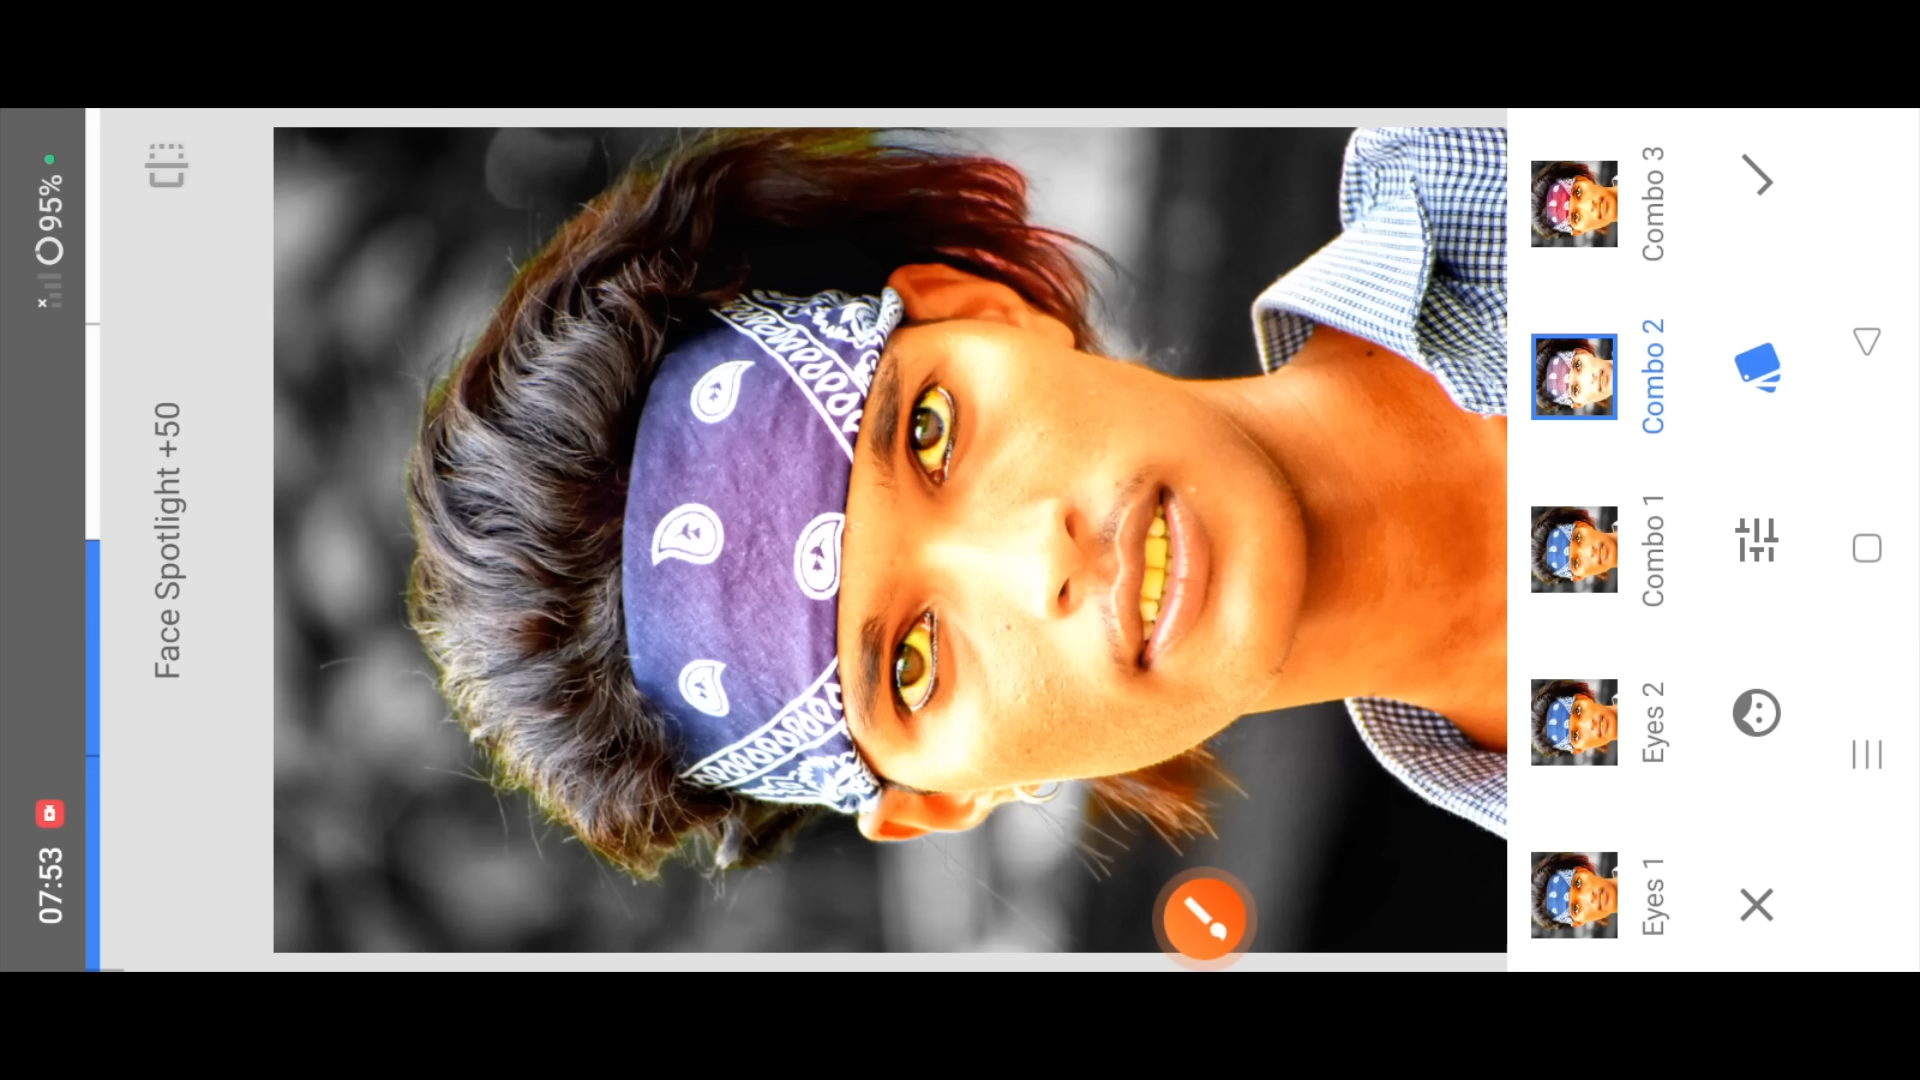 07:53
95%
Face Spotlight +50
Eyes 1
Eyes 2
Combo 1
Combo 2
Combo 3